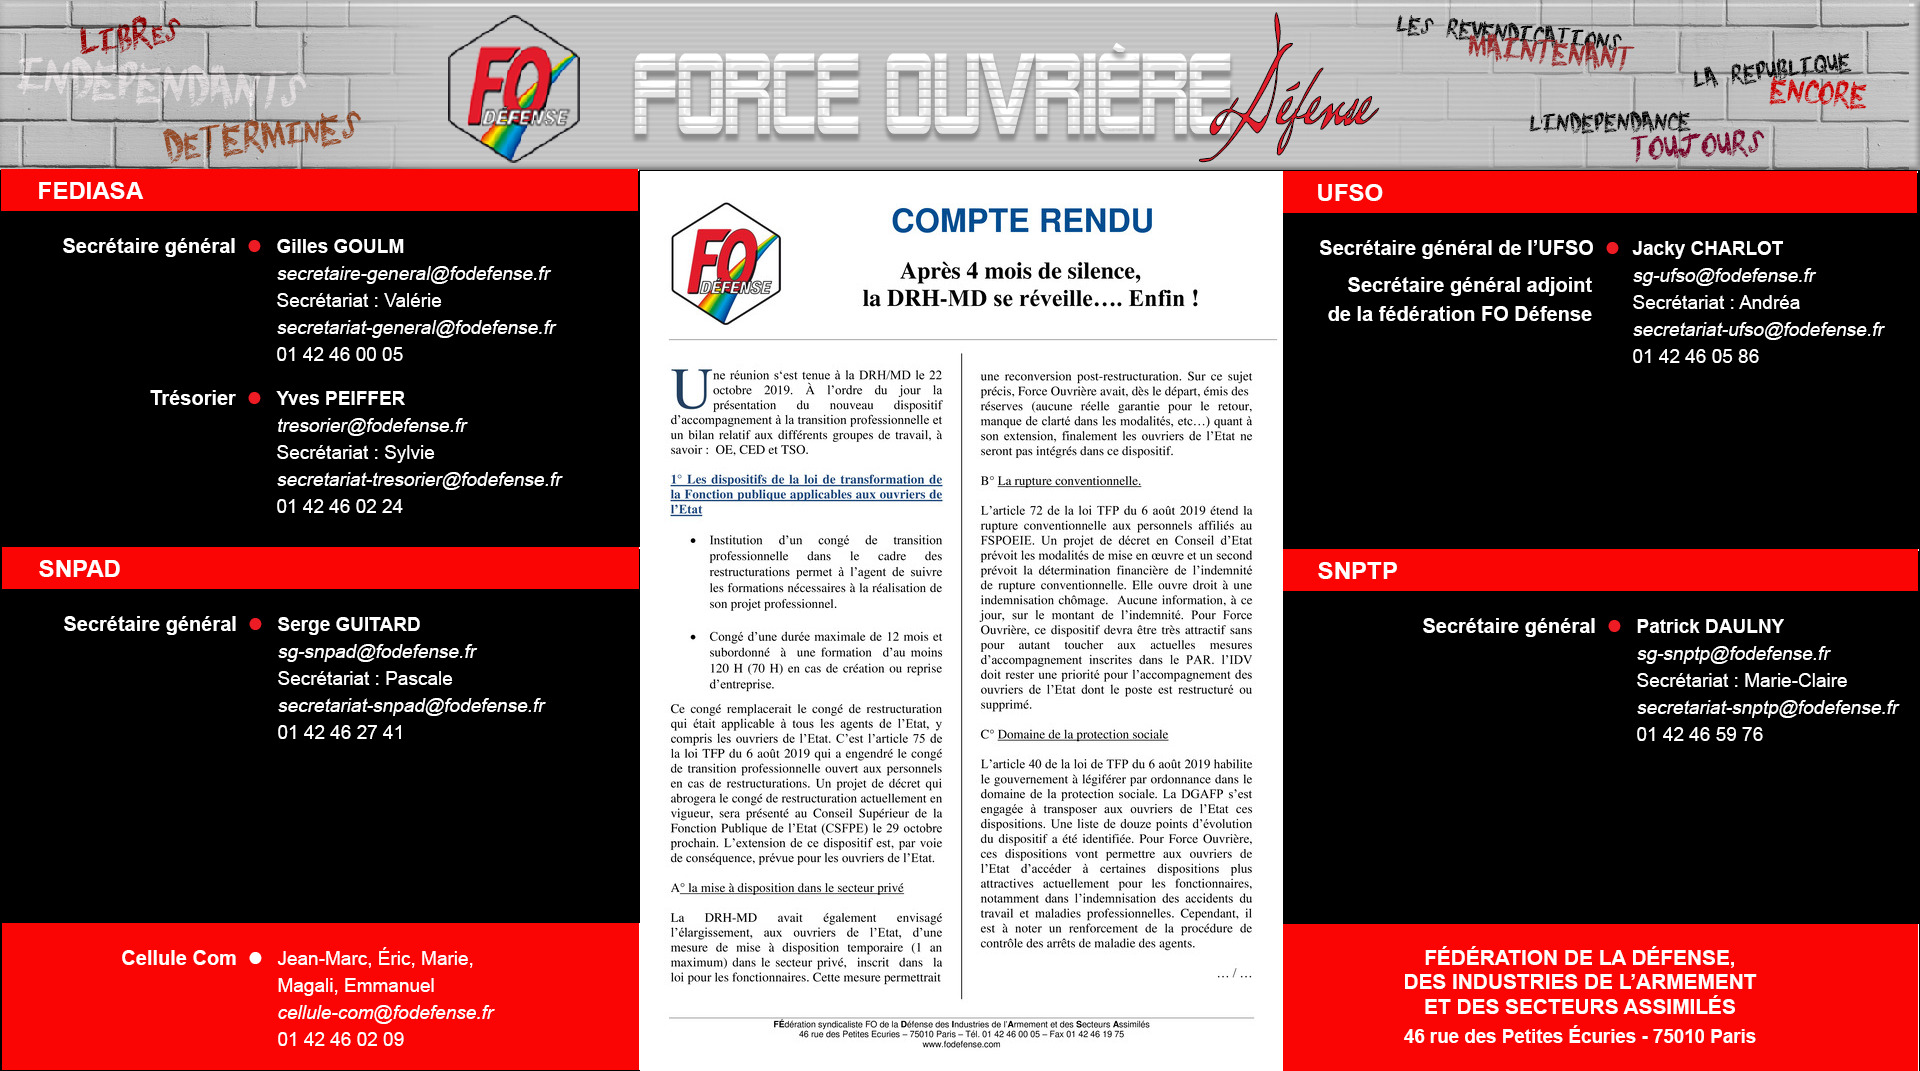 LIBRES
INDEPENDANTS
DETERMINES
FO
DÉFENSE
FORCE OUVRIÈRE
Défense
LES REVENDICATIONS
MAINTENANT
LA REPUBLIQUE
ENCORE
L'INDEPENDANCE
TOUJOURS
FEDIASA
Secrétaire général • Gilles GOULM
secretaire-general@fodefense.fr
Secrétariat : Valérie
secretariat-general@fodefense.fr
01 42 46 00 05
Trésorier • Yves PEIFFER
tresorier@fodefense.fr
Secrétariat : Sylvie
secretariat-tresorier@fodefense.fr
01 42 46 02 24
SNPAD
Secrétaire général • Serge GUITARD
sg-snpad@fodefense.fr
Secrétariat : Pascale
secretariat-snpad@fodefense.fr
01 42 46 27 41
Cellule Com • Jean-Marc, Éric, Marie,
Magali, Emmanuel
cellule-com@fodefense.fr
01 42 46 02 09
FO
DÉFENSE
COMPTE RENDU
Après 4 mois de silence,
la DRH-MD se réveille…. Enfin !
Une réunion s'est tenue à la DRH/MD le 22
octobre 2019. À l'ordre du jour la
présentation du nouveau dispositif
d'accompagnement à la transition professionnelle et
un bilan relatif aux différents groupes de travail, à
savoir : OE, CED et TSO.
1° Les dispositifs de la loi de transformation de
la Fonction publique applicables aux ouvriers de
l'Etat
• Institution d'un congé de transition
professionnelle dans le cadre des
restructurations permet à l'agent de suivre
les formations nécessaires à la réalisation de
son projet professionnel.
• Congé d'une durée maximale de 12 mois et
subordonné à une formation d'au moins
120 H (70 H) en cas de création ou reprise
d'entreprise.
Ce congé remplacerait le congé de restructuration
qui était applicable à tous les agents de l'Etat, y
compris les ouvriers de l'Etat. C'est l'article 75 de
la loi TFP du 6 août 2019 qui a engendré le congé
de transition professionnelle ouvert aux personnels
en cas de restructurations. Un projet de décret qui
abrogera le congé de restructuration actuellement en
vigueur, sera présenté au Conseil Supérieur de la
Fonction Publique de l'Etat (CSFPE) le 29 octobre
prochain. L'extension de ce dispositif est, par voie
de conséquence, prévue pour les ouvriers de l'Etat.
A° la mise à disposition dans le secteur privé
La DRH-MD avait également envisagé
l'élargissement, aux ouvriers de l'Etat, d'une
mesure de mise à disposition temporaire (1 an
maximum) dans le secteur privé, inscrit dans la
loi pour les fonctionnaires. Cette mesure permettrait
une reconversion post-restructuration. Sur ce sujet
précis, Force Ouvrière avait, dès le départ, émis des
réserves (aucune réelle garantie pour le retour,
manque de clarté dans les modalités, etc…) quant à
son extension, finalement les ouvriers de l'Etat ne
seront pas intégrés dans ce dispositif.
B° La rupture conventionnelle.
L'article 72 de la loi TFP du 6 août 2019 étend la
rupture conventionnelle aux personnels affiliés au
FSPOEIE. Un projet de décret en Conseil d'Etat
prévoit les modalités de mise en œuvre et un second
prévoit la détermination financière de l'indemnité
de rupture conventionnelle. Elle ouvre droit à une
indemnisation chômage. Aucune information, à ce
jour, sur le montant de l'indemnité. Pour Force
Ouvrière, ce dispositif devra être très attractif sans
pour autant toucher aux actuelles mesures
d'accompagnement inscrites dans le PAR. l'IDV
doit rester une priorité pour l'accompagnement des
ouvriers de l'Etat dont le poste est restructuré ou
supprimé.
C° Domaine de la protection sociale
L'article 40 de la loi de TFP du 6 août 2019 habilite
le gouvernement à légiférer par ordonnance dans le
domaine de la protection sociale. La DGAFP s'est
engagée à transposer aux ouvriers de l'Etat ces
dispositions. Une liste de douze points d'évolution
du dispositif a été identifiée. Pour Force Ouvrière,
ces dispositions vont permettre aux ouvriers de
l'Etat d'accéder à certaines dispositions plus
attractives actuellement pour les fonctionnaires,
notamment dans l'indemnisation des accidents du
travail et maladies professionnelles. Cependant, il
est à noter un renforcement de la procédure de
contrôle des arrêts de maladie des agents.
… / …
FÉdération syndicaliste FO de la Défense des Industries de l'Armement et des Secteurs Assimilés
46 rue des Petites Ecuries – 75010 Paris – Tél. 01 42 46 00 05 – Fax 01 42 46 19 75
www.fodefense.com
UFSO
Secrétaire général de l'UFSO • Jacky CHARLOT
Secrétaire général adjoint
de la fédération FO Défense
sg-ufso@fodefense.fr
Secrétariat : Andréa
secretariat-ufso@fodefense.fr
01 42 46 05 86
SNPTP
Secrétaire général • Patrick DAULNY
sg-snptp@fodefense.fr
Secrétariat : Marie-Claire
secretariat-snptp@fodefense.fr
01 42 46 59 76
FÉDÉRATION DE LA DÉFENSE,
DES INDUSTRIES DE L'ARMEMENT
ET DES SECTEURS ASSIMILÉS
46 rue des Petites Écuries - 75010 Paris